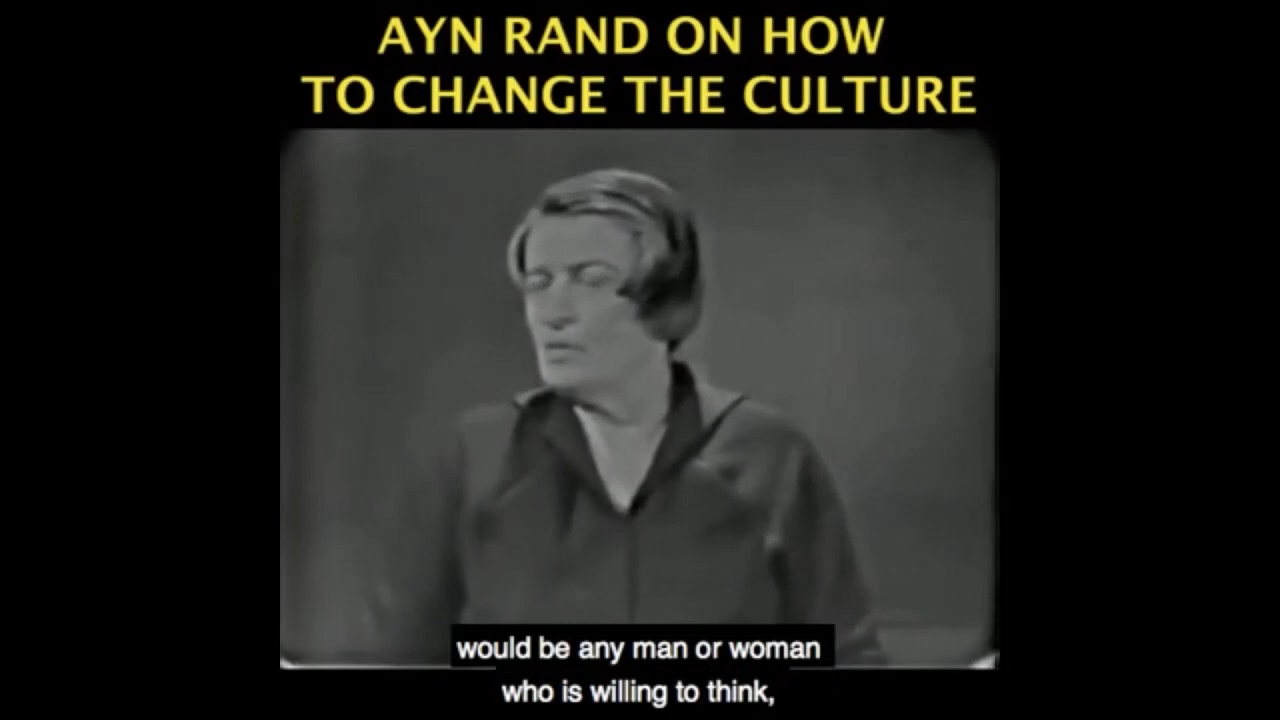 AYN RAND ON HOW
TO CHANGE THE CULTURE
would be any man or woman
who is willing to think,